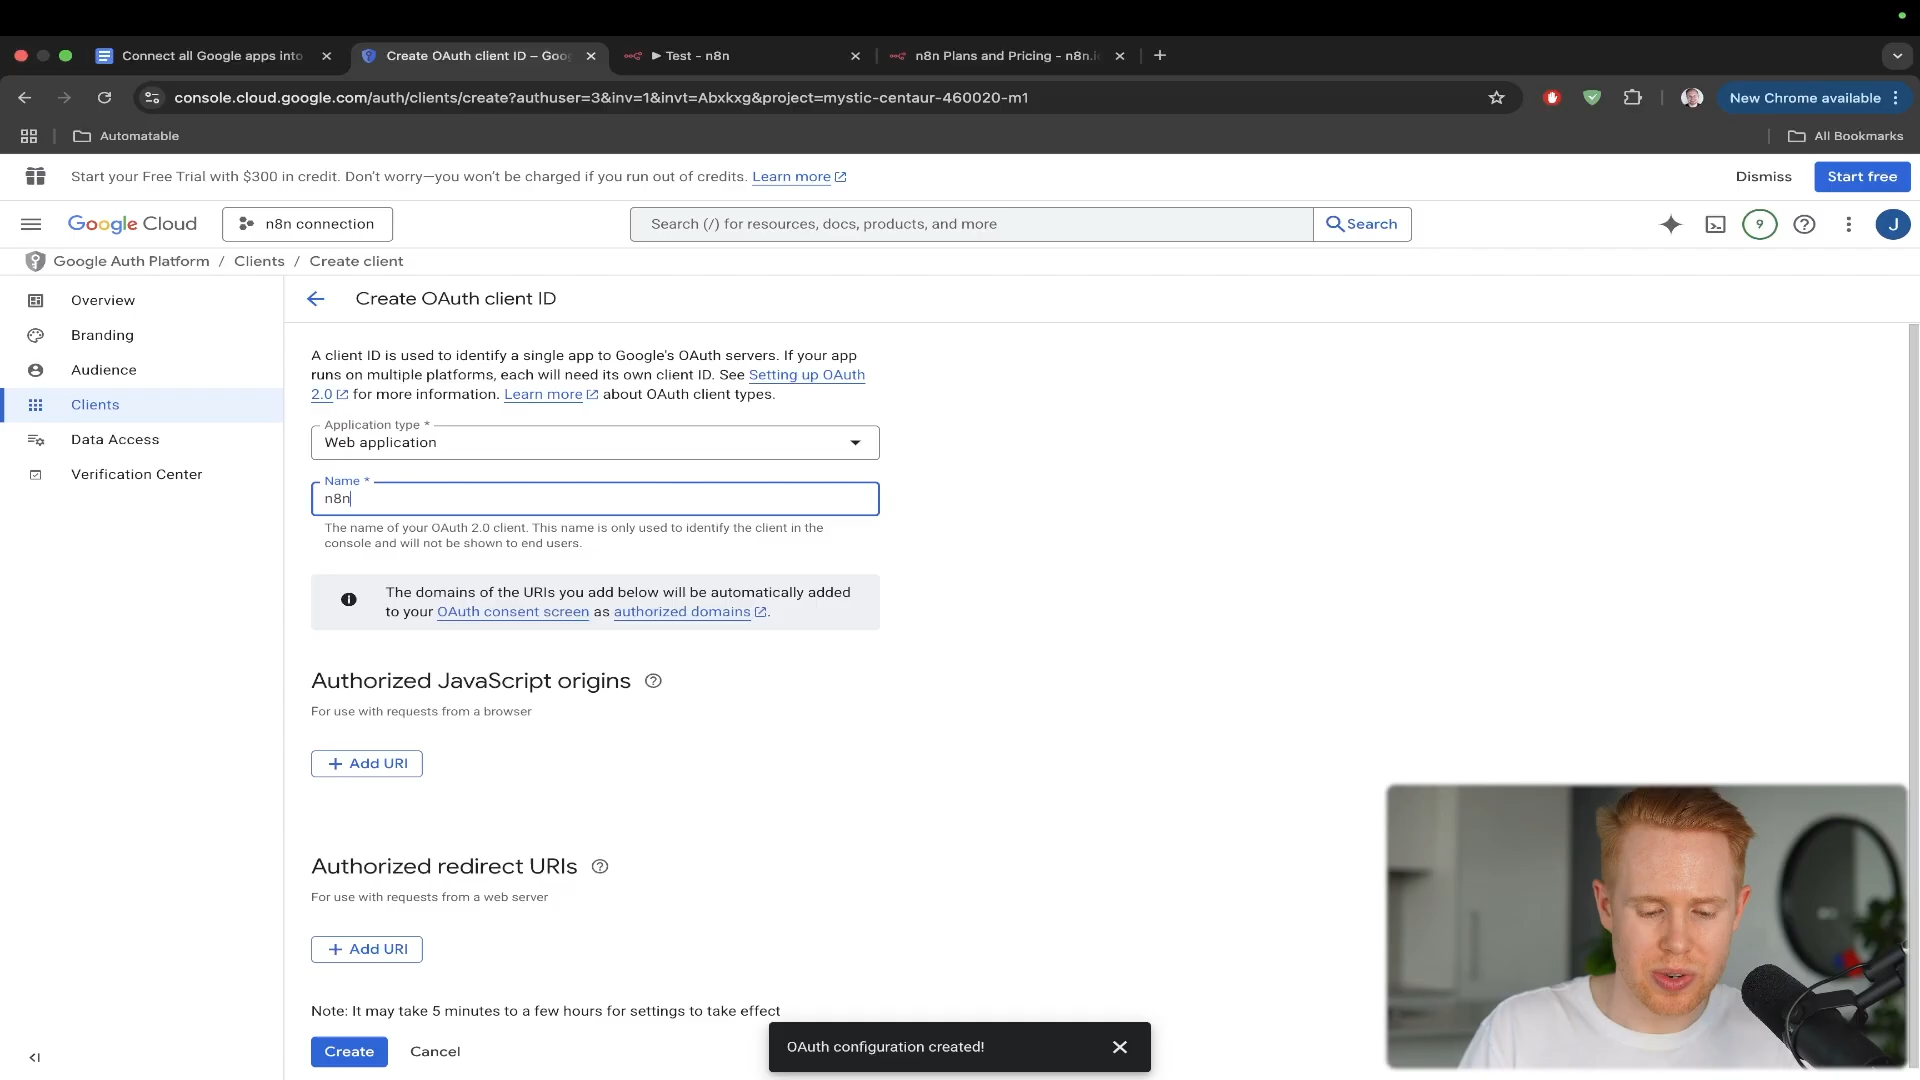 Connect all Google apps into
Create OAuth client ID – Goo
▶ Test - n8n
n8n Plans and Pricing - n8n.i
console.cloud.google.com/auth/clients/create?authuser=3&inv=1&invt=Abxkxg&project=mystic-centaur-460020-m1
New Chrome available
Automatable
All Bookmarks
Start your Free Trial with $300 in credit. Don't worry—you won't be charged if you run out of credits. Learn more
Dismiss
Start free
Google Cloud
n8n connection
Search (/) for resources, docs, products, and more
Search
9
J
Google Auth Platform / Clients / Create client
Overview
Branding
Audience
Clients
Data Access
Verification Center
Create OAuth client ID
A client ID is used to identify a single app to Google's OAuth servers. If your app
runs on multiple platforms, each will need its own client ID. See Setting up OAuth
2.0 for more information. Learn more about OAuth client types.
Application type *
Web application
Name *
n8n
The name of your OAuth 2.0 client. This name is only used to identify the client in the
console and will not be shown to end users.
The domains of the URIs you add below will be automatically added
to your OAuth consent screen as authorized domains.
Authorized JavaScript origins
For use with requests from a browser
+ Add URI
Authorized redirect URIs
For use with requests from a web server
+ Add URI
Note: It may take 5 minutes to a few hours for settings to take effect
Create
Cancel
OAuth configuration created!